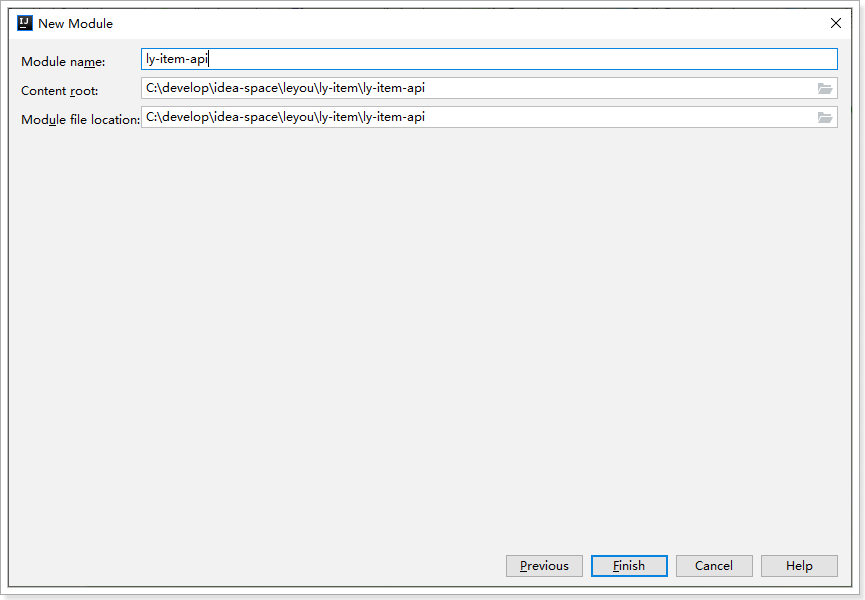 New Module
Module name: ly-item-api
Content root: C:\develop\idea-space\leyou\ly-item\ly-item-api
Module file location: C:\develop\idea-space\leyou\ly-item\ly-item-api
Previous Finish Cancel Help